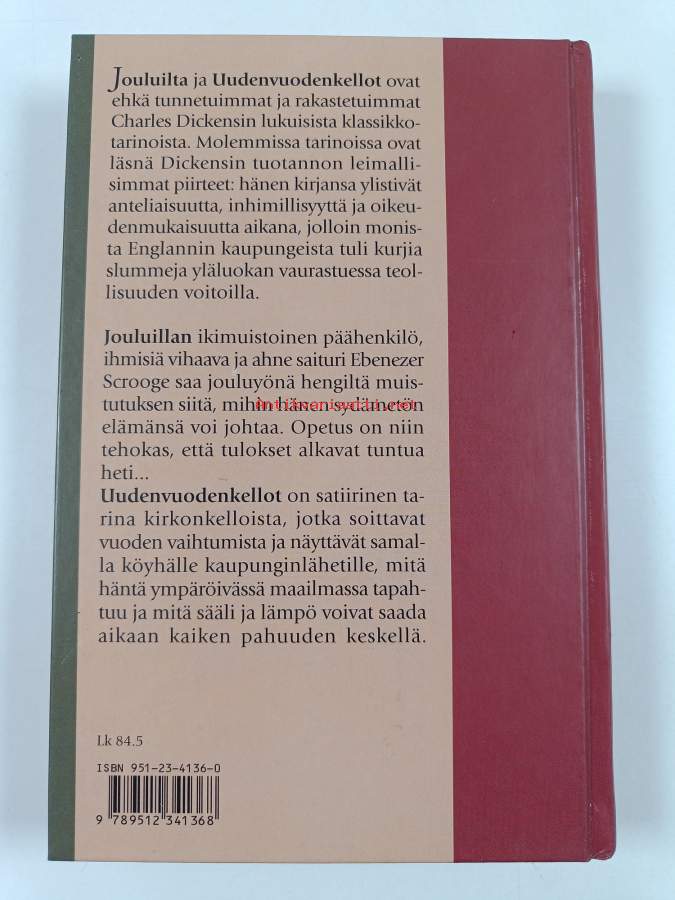 Jouluilta ja Uudenvuodenkellot ovat
ehkä tunnetuimmat ja rakastetuimmat
Charles Dickensin lukuisista klassikko-
tarinoista. Molemmissa tarinoissa ovat
läsnä Dickensin tuotannon leimalli-
simmat piirteet: hänen kirjansa ylistivät
anteliaisuutta, inhimillisyyttä ja oikeu-
denmukaisuutta aikana, jolloin monis-
ta Englannin kaupungeista tuli kurjia
slummeja yläluokan vaurastuessa teol-
lisuuden voitoilla.
Jouluillan ikimuistoinen päähenkilö,
ihmisiä vihaava ja ahne saituri Ebenezer
Scrooge saa jouluyönä hengiltä muis-
tutuksen siitä, mihin hänen sydämetön
antikvariaatti.net
elämänsä voi johtaa. Opetus on niin
tehokas, että tulokset alkavat tuntua
heti...
Uudenvuodenkellot on satiirinen ta-
rina kirkonkelloista, jotka soittavat
vuoden vaihtumista ja näyttävät samal-
la köyhälle kaupunginlähetille, mitä
häntä ympäröivässä maailmassa tapah-
tuu ja mitä sääli ja lämpö voivat saada
aikaan kaiken pahuuden keskellä.
Lk 84.5
ISBN 951-23-4136-0
9 789512 341368